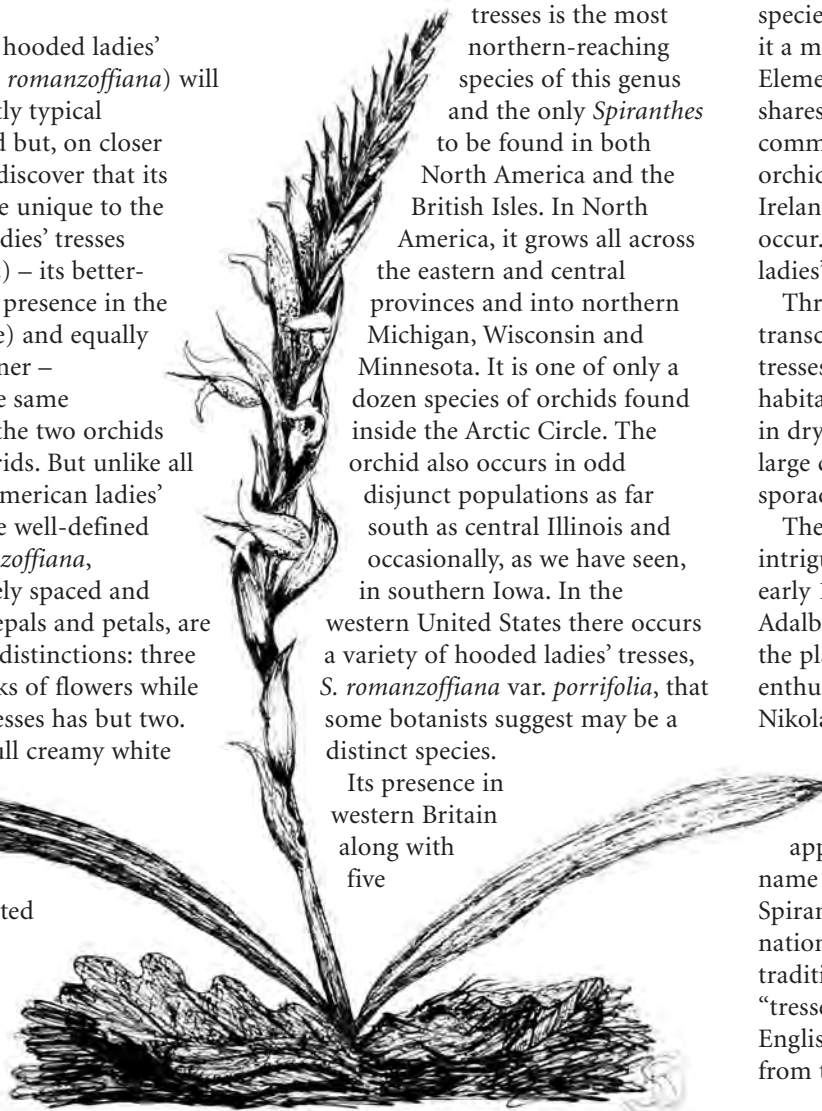 hooded ladies’
romanzoffiana) will
tly typical
d but, on closer
discover that its
e unique to the
dies’ tresses
) – its better-
presence in the
e) and equally
ner –
e same
the two orchids
rids. But unlike all
merican ladies’
e well-defined
zoffiana,
ely spaced and
epals and petals, are
distinctions: three
ks of flowers while
esses has but two.
ull creamy white
ted
tresses is the most
northern-reaching
species of this genus
and the only Spiranthes
to be found in both
North America and the
British Isles. In North
America, it grows all across
the eastern and central
provinces and into northern
Michigan, Wisconsin and
Minnesota. It is one of only a
dozen species of orchids found
inside the Arctic Circle. The
orchid also occurs in odd
disjunct populations as far
south as central Illinois and
occasionally, as we have seen,
in southern Iowa. In the
western United States there occurs
a variety of hooded ladies’ tresses,
S. romanzoffiana var. porrifolia, that
some botanists suggest may be a
distinct species.
Its presence in
western Britain
along with
five
specie
it a m
Eleme
shares
comm
orchid
Irelan
occur.
ladies’
Thr
transc
tresses
habita
in dry
large c
sporad
The
intrigu
early 1
Adalb
the pla
enthu
Nikola
app
name
Spiran
nation
traditi
“tresse
Englis
from t